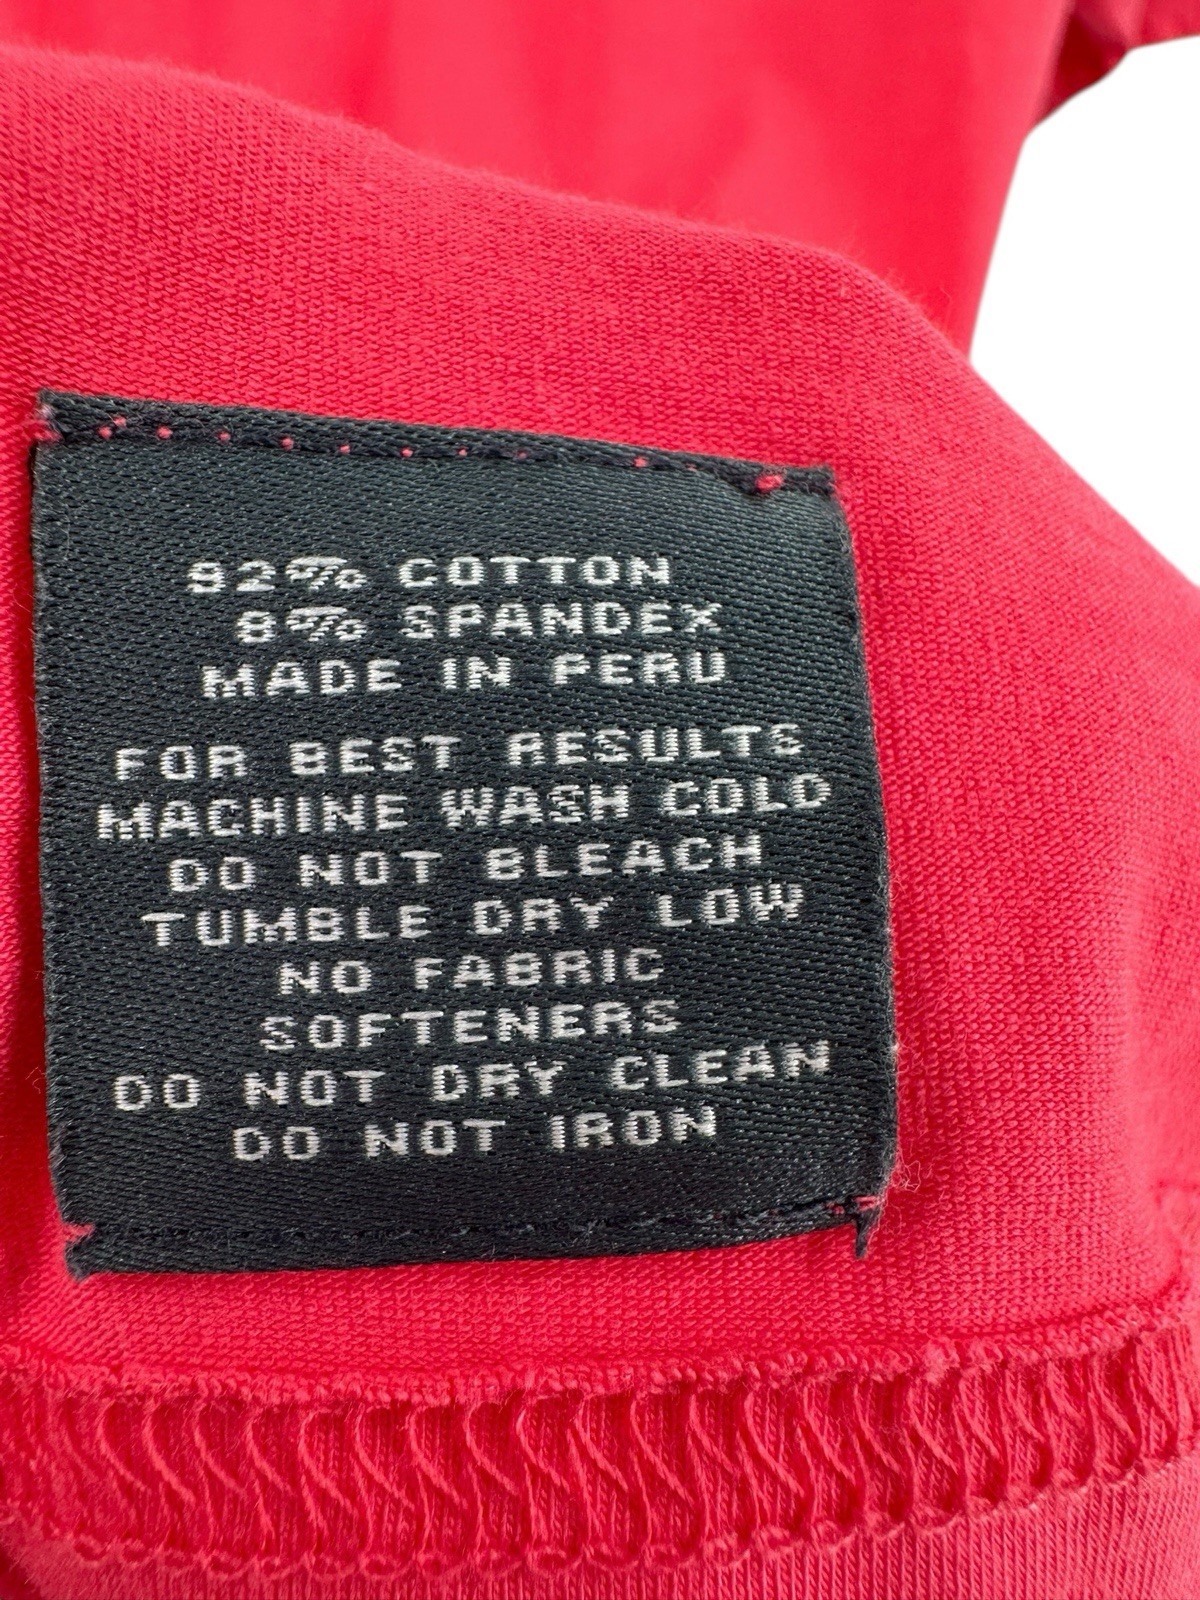 92% COTTON
8% SPANDEX
MADE IN PERU
FOR BEST RESULTS
MACHINE WASH COLD
DO NOT BLEACH
TUMBLE DRY LOW
NO FABRIC
SOFTENERS
DO NOT DRY CLEAN
DO NOT IRON